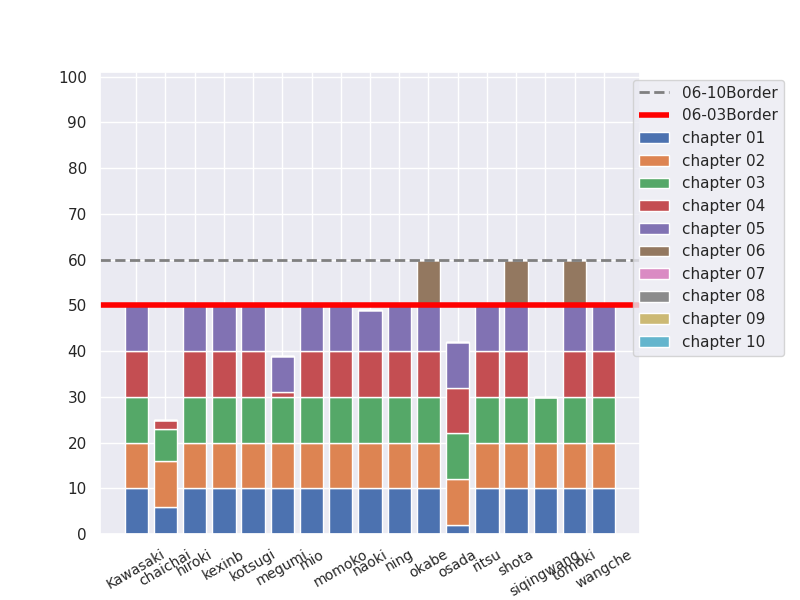 100
90
80
70
60
50
40
30
20
10
0
06-10Border
06-03Border
chapter 01
chapter 02
chapter 03
chapter 04
chapter 05
chapter 06
chapter 07
chapter 08
chapter 09
chapter 10
Kawasaki
chaichai
hiroki
kexinb
kotsugi
megumi
mio
momoko
naoki
ning
okabe
osada
ritsu
shota
siqingwang
tomoki
wangche